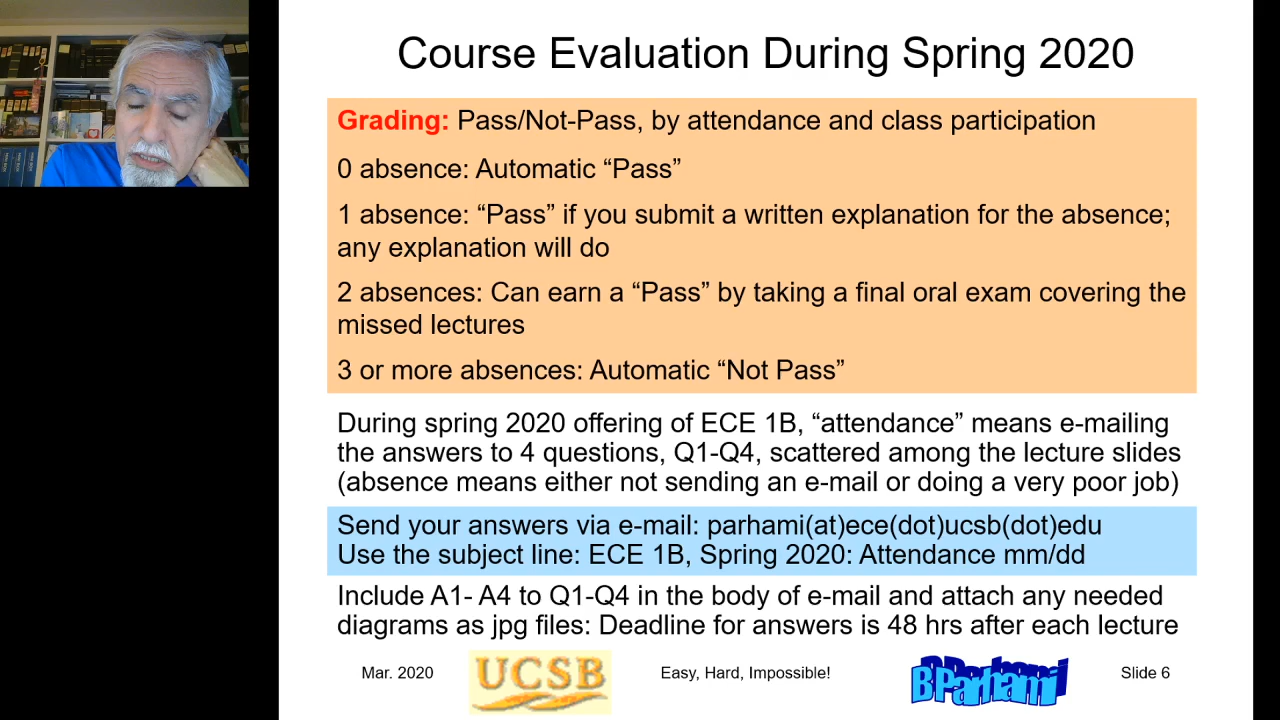 Course Evaluation During Spring 2020
Grading: Pass/Not-Pass, by attendance and class participation
0 absence: Automatic “Pass”
1 absence: “Pass” if you submit a written explanation for the absence;
any explanation will do
2 absences: Can earn a “Pass” by taking a final oral exam covering the
missed lectures
3 or more absences: Automatic “Not Pass”
During spring 2020 offering of ECE 1B, “attendance” means e-mailing
the answers to 4 questions, Q1-Q4, scattered among the lecture slides
(absence means either not sending an e-mail or doing a very poor job)
Send your answers via e-mail: parhami(at)ece(dot)ucsb(dot)edu
Use the subject line: ECE 1B, Spring 2020: Attendance mm/dd
Include A1- A4 to Q1-Q4 in the body of e-mail and attach any needed
diagrams as jpg files: Deadline for answers is 48 hrs after each lecture
Mar. 2020
UCSB
Easy, Hard, Impossible!
BParhami
Slide 6